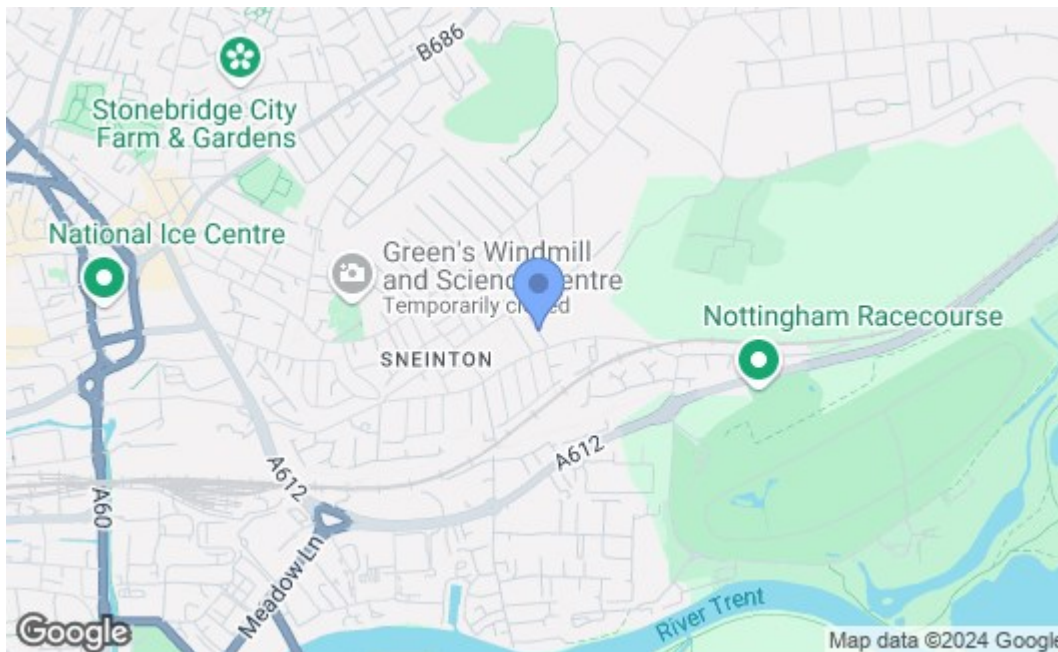 B686
Stonebridge City
Farm & Gardens
National Ice Centre
Green's Windmill
and Science Centre
Temporarily closed
Nottingham Racecourse
SNEINTON
A612
A612
A60
Meadow Ln
River Trent
Google
Map data ©2024 Google